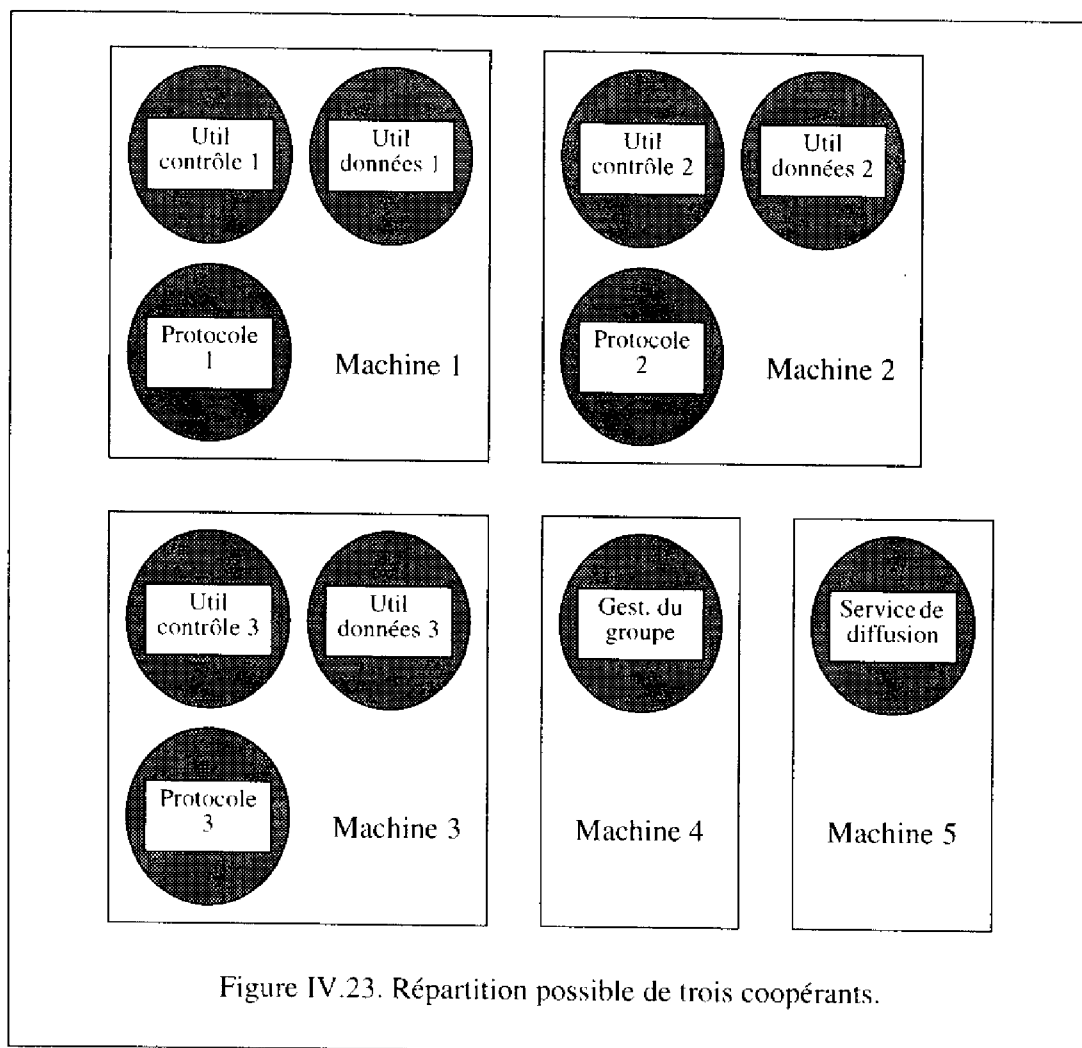 Util
contrôle 1
Util
données 1
Protocole
1
Machine 1
Util
contrôle 2
Util
données 2
Protocole
2
Machine 2
Util
contrôle 3
Util
données 3
Protocole
3
Machine 3
Gest. du
groupe
Machine 4
Service de
diffusion
Machine 5
Figure IV.23. Répartition possible de trois coopérants.